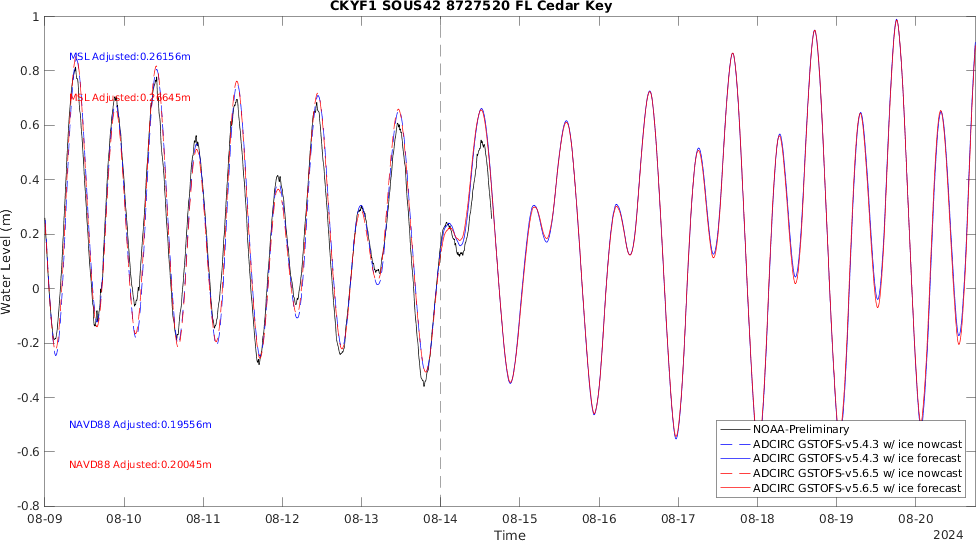 CKYF1 SOUS42 8727520 FL Cedar Key
1
0.8
0.6
0.4
0.2
0
-0.2
-0.4
-0.6
-0.8
Water Level (m)
MSL Adjusted:0.26156m
MSL Adjusted:0.26645m
NAVD88 Adjusted:0.19556m
NAVD88 Adjusted:0.20045m
NOAA-Preliminary
ADCIRC GSTOFS-v5.4.3 w/ ice nowcast
ADCIRC GSTOFS-v5.4.3 w/ ice forecast
ADCIRC GSTOFS-v5.6.5 w/ ice nowcast
ADCIRC GSTOFS-v5.6.5 w/ ice forecast
08-09 08-10 08-11 08-12 08-13 08-14 08-15 08-16 08-17 08-18 08-19 08-20
Time
2024